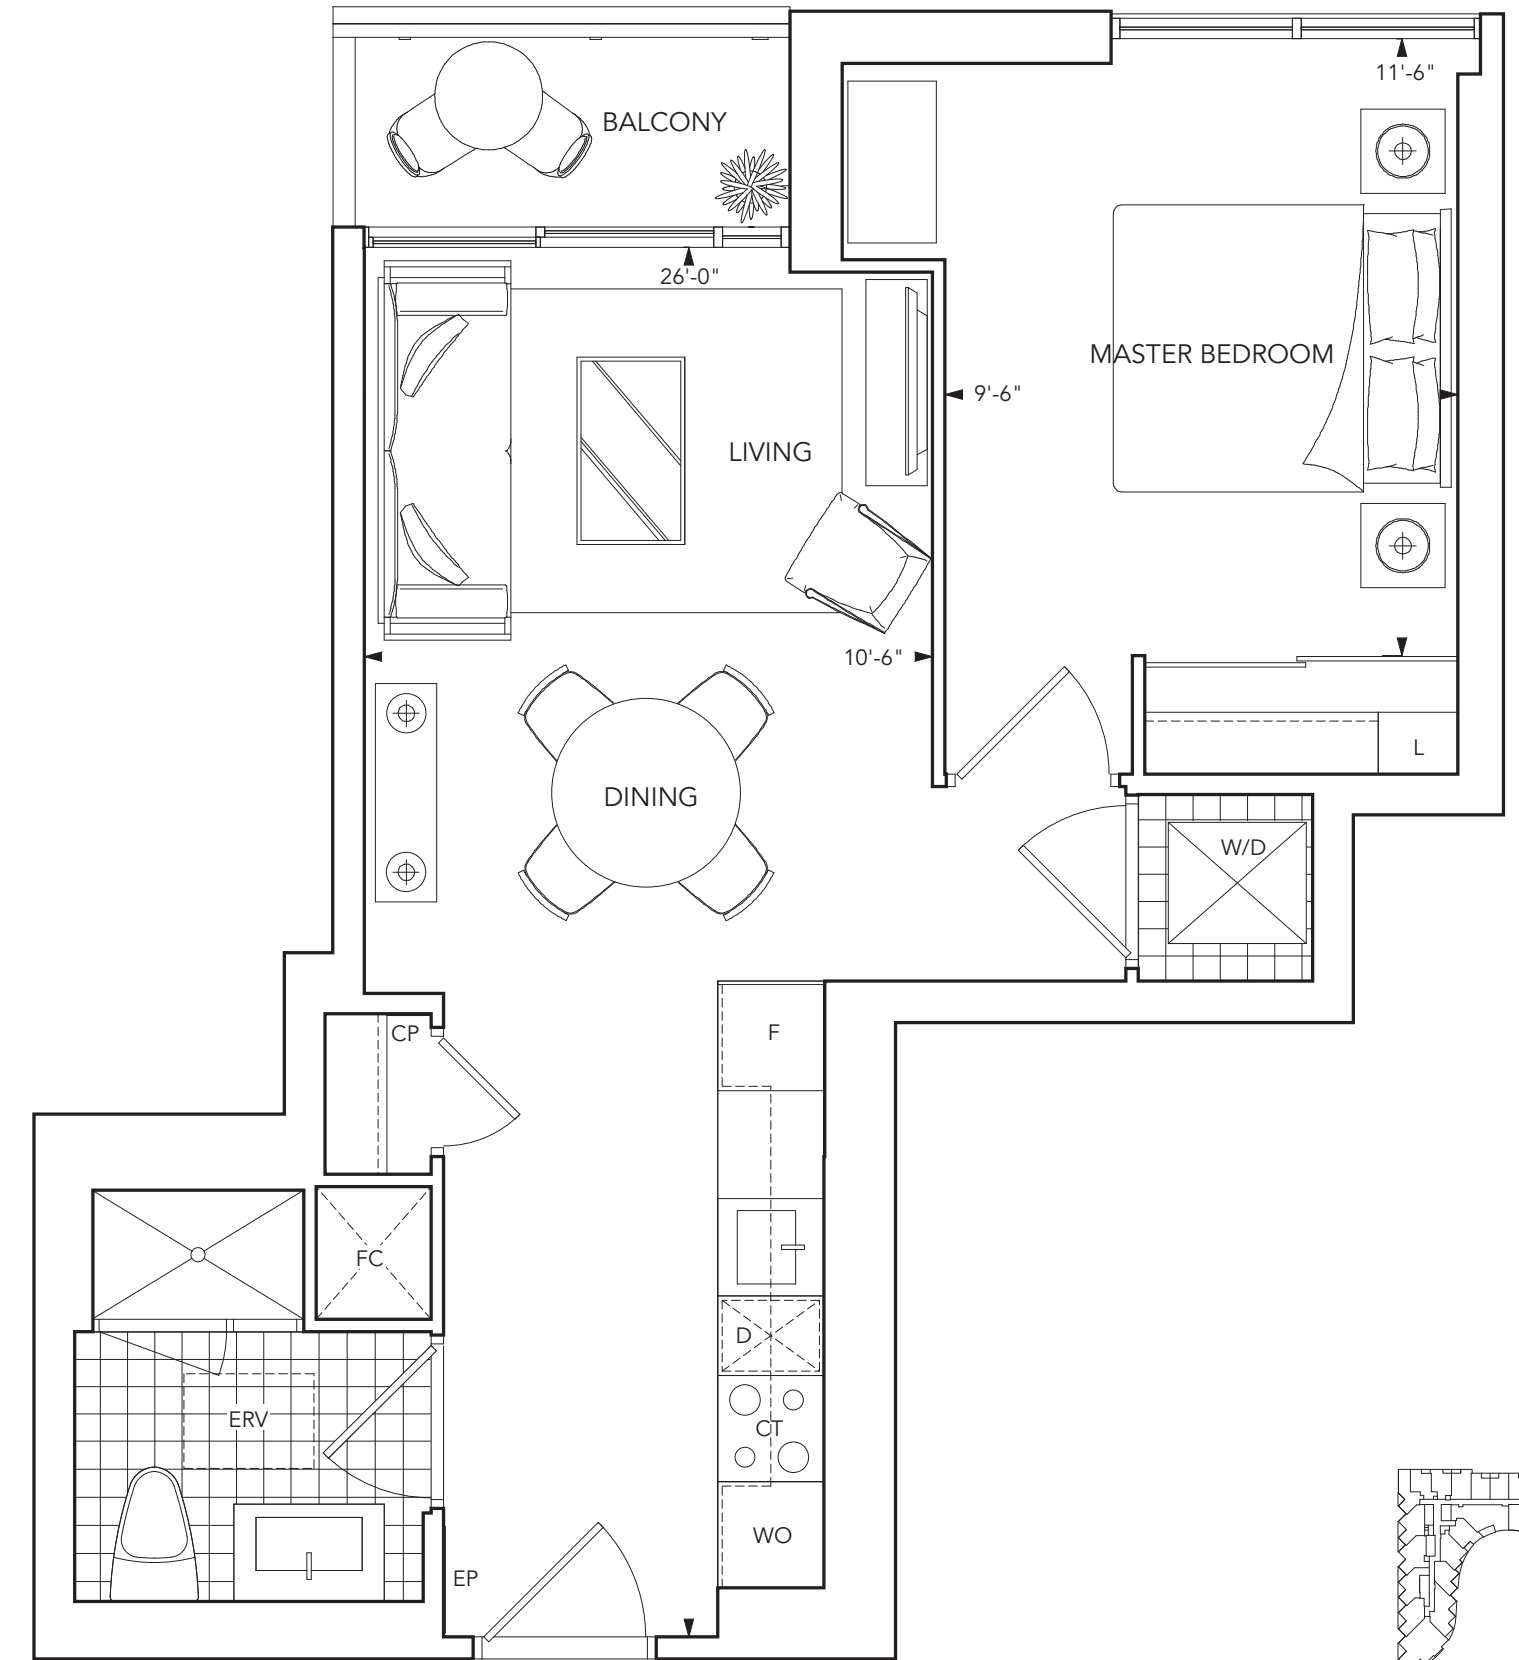 11'-6"
BALCONY
26'-0"
MASTER BEDROOM
9'-6"
LIVING
10'-6"
L
DINING
W/D
CP
F
FC
D
ERV
CT
WO
EP